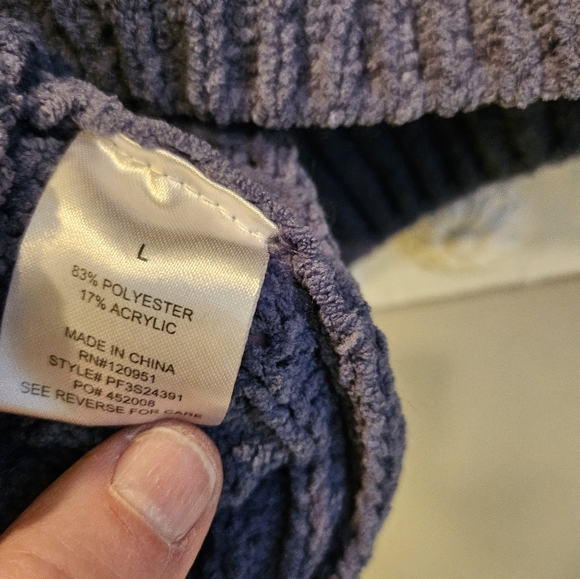 L
83% POLYESTER
17% ACRYLIC
MADE IN CHINA
RN#120951
STYLE# PF3S24391
PO# 452008
SEE REVERSE FOR CARE